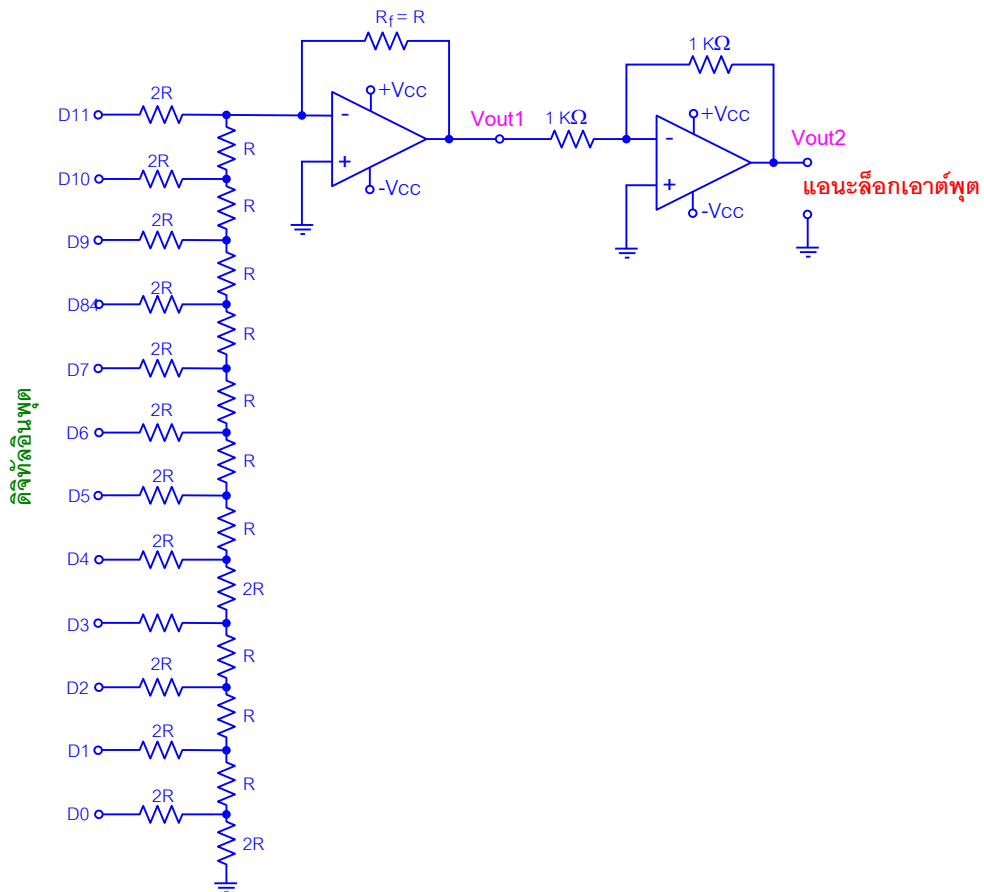 R_f = R
1 KΩ
2R
+Vcc
+Vcc
D11
-
Vout1
1 KΩ
-
Vout2
R
2R
+
+
แอนะล็อกเอาต์พุต
D10
-Vcc
-Vcc
R
2R
D9
R
2R
D84
R
2R
D7
ดิจิทัลอินพุต
R
2R
D6
R
2R
D5
R
2R
D4
2R
D3
R
2R
D2
R
2R
D1
R
2R
D0
2R